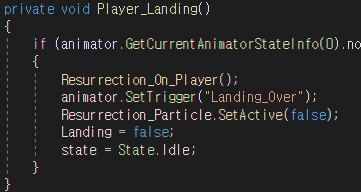 private void Player_Landing()
{
if (animator.GetCurrentAnimatorStateInfo(0).no
{
Resurrection_On_Player();
animator.SetTrigger("Landing_Over");
Resurrection_Particle.SetActive(false);
Landing = false;
state = State.Idle;
}
}